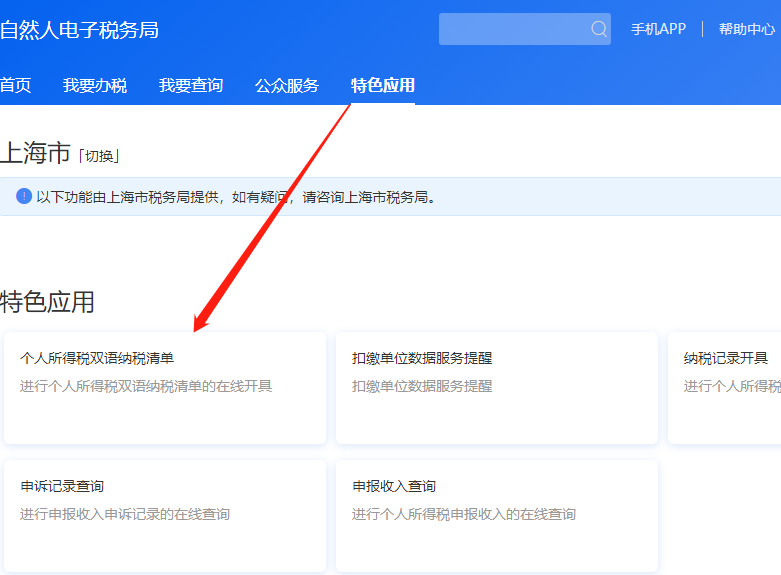 自然人电子税务局
手机APP | 帮助中心
首页 我要办税 我要查询 公众服务 特色应用
上海市「切换」
以下功能由上海市税务局提供，如有疑问，请咨询上海市税务局。
特色应用
个人所得税双语纳税清单 扣缴单位数据服务提醒 纳税记录开具
进行个人所得税双语纳税清单的在线开具 扣缴单位数据服务提醒 进行个人所得税
申诉记录查询 申报收入查询
进行申报收入申诉记录的在线查询 进行个人所得税申报收入的在线查询